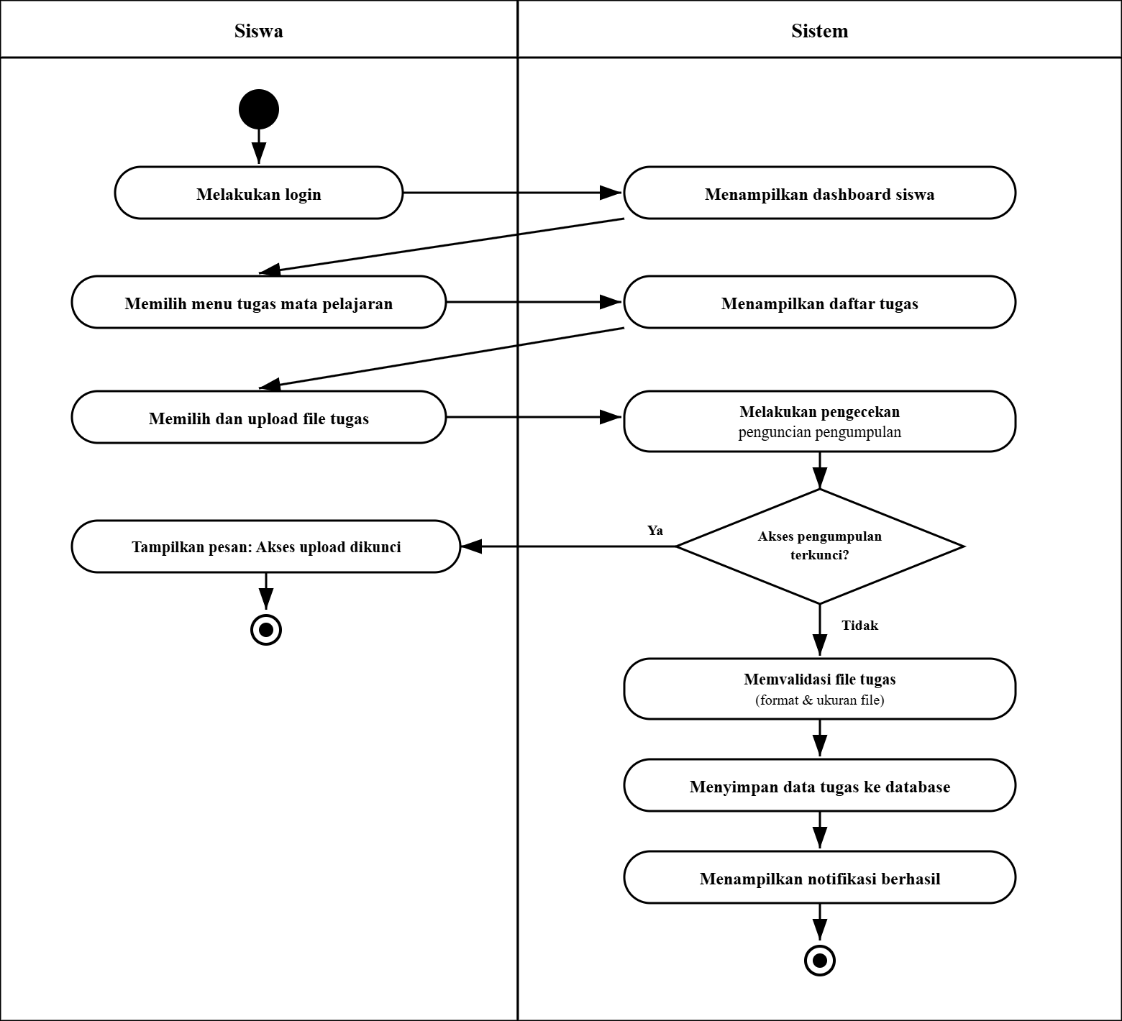 Siswa
Sistem
Melakukan login
Menampilkan dashboard siswa
Memilih menu tugas mata pelajaran
Menampilkan daftar tugas
Memilih dan upload file tugas
Melakukan pengecekan
penguncian pengumpulan
Tampilkan pesan: Akses upload dikunci
Ya
Akses pengumpulan
terkunci?
Tidak
Memvalidasi file tugas
(format & ukuran file)
Menyimpan data tugas ke database
Menampilkan notifikasi berhasil